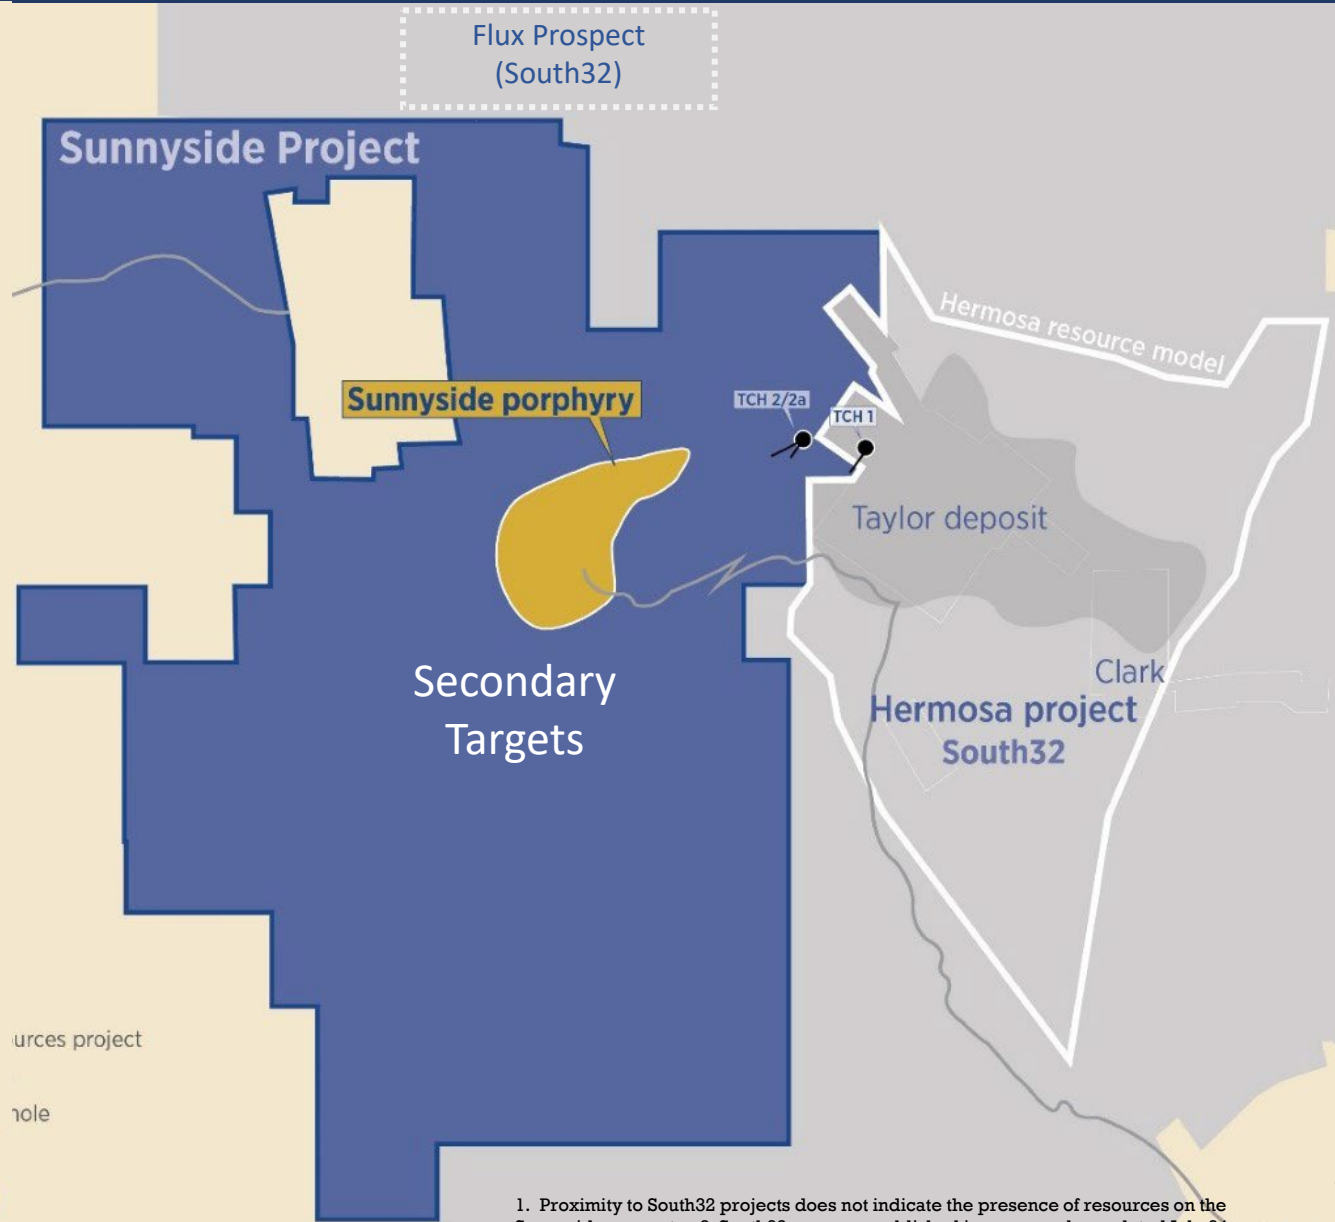 Flux Prospect
(South32)
Sunnyside Project
Hermosa resource model
Sunnyside porphyry
TCH 2/2a
TCH 1
Taylor deposit
Secondary
Targets
Clark
Hermosa project
South32
urces project
hole
1. Proximity to South32 projects does not indicate the presence of resources on the